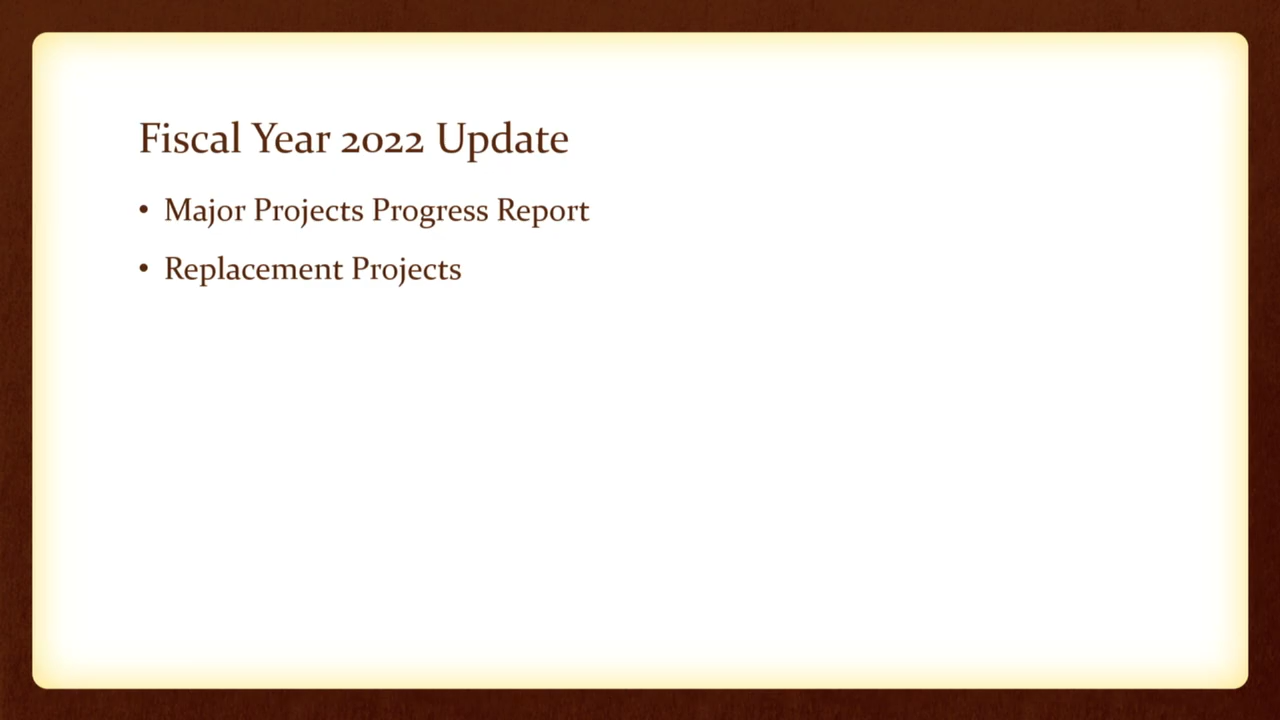 Fiscal Year 2022 Update
• Major Projects Progress Report
• Replacement Projects